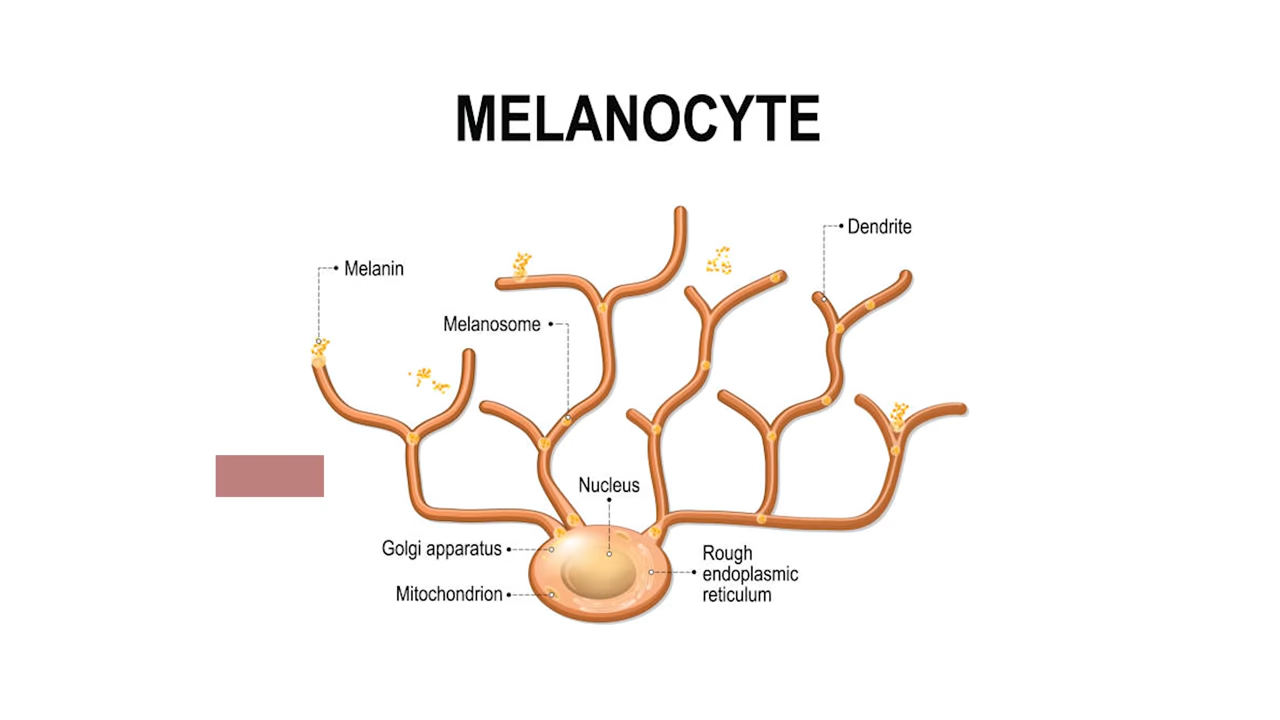 MELANOCYTE
Dendrite
Melanin
Melanosome
Nucleus
Golgi apparatus
Rough
endoplasmic
reticulum
Mitochondrion